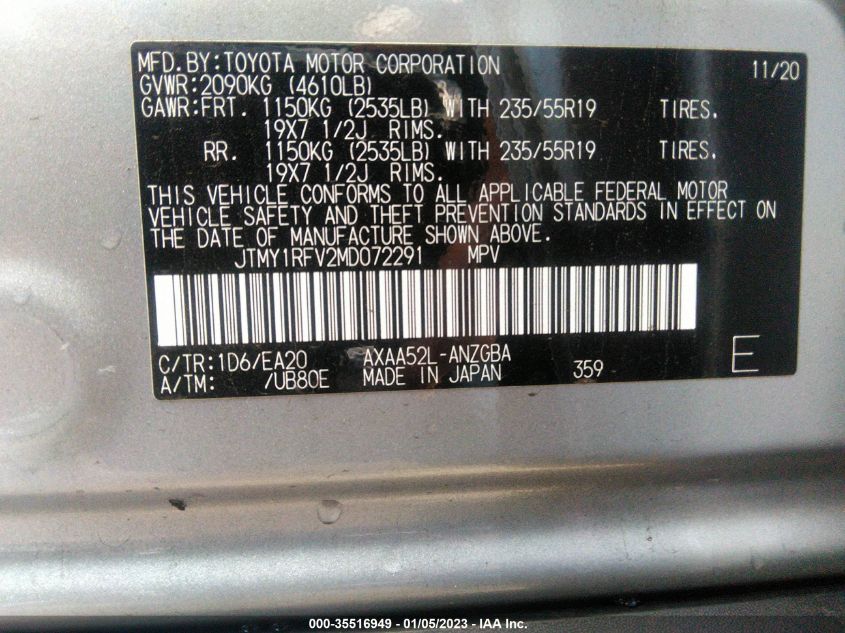 MFD.BY:TOYOTA MOTOR CORPORATION 11/20
GVWR:2090KG (4610LB)
GAWR:FRT. 1150KG (2535LB) WITH 235/55R19 TIRES.
19X7 1/2J RIMS.
RR. 1150KG (2535LB) WITH 235/55R19 TIRES.
19X7 1/2J RIMS.
THIS VEHICLE CONFORMS TO ALL APPLICABLE FEDERAL MOTOR
VEHICLE SAFETY AND THEFT PREVENTION STANDARDS IN EFFECT ON
THE DATE OF MANUFACTURE SHOWN ABOVE.
JTMY1RFV2MD072291 MPV
C/TR:1D6/EA20 AXAA52L-ANZGBA
A/TM: /UB80E MADE IN JAPAN 359 E
000-35516949 - 01/05/2023 - IAA Inc.